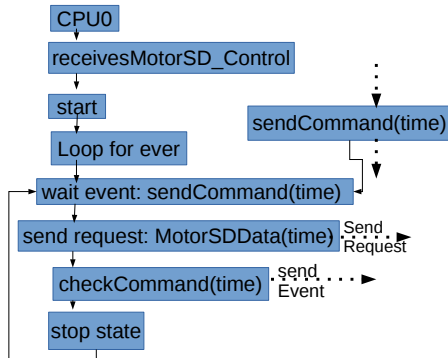 CPU0
receivesMotorSD_Control
start
sendCommand(time)
Loop for ever
wait event: sendCommand(time)
send request: MotorSDData(time)
Send
Request
checkCommand(time)
send
Event
stop state